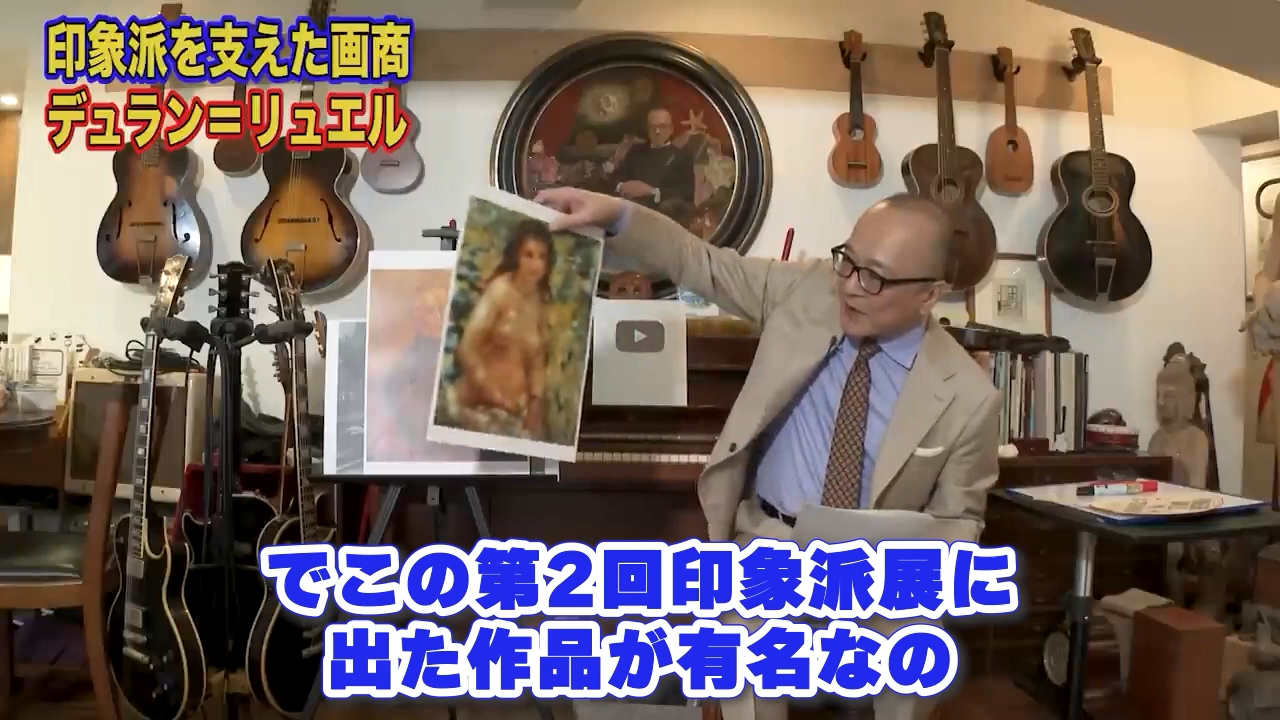 印象派を支えた画商
デュラン=リュエル
でこの第2回印象派展に
出た作品が有名なの